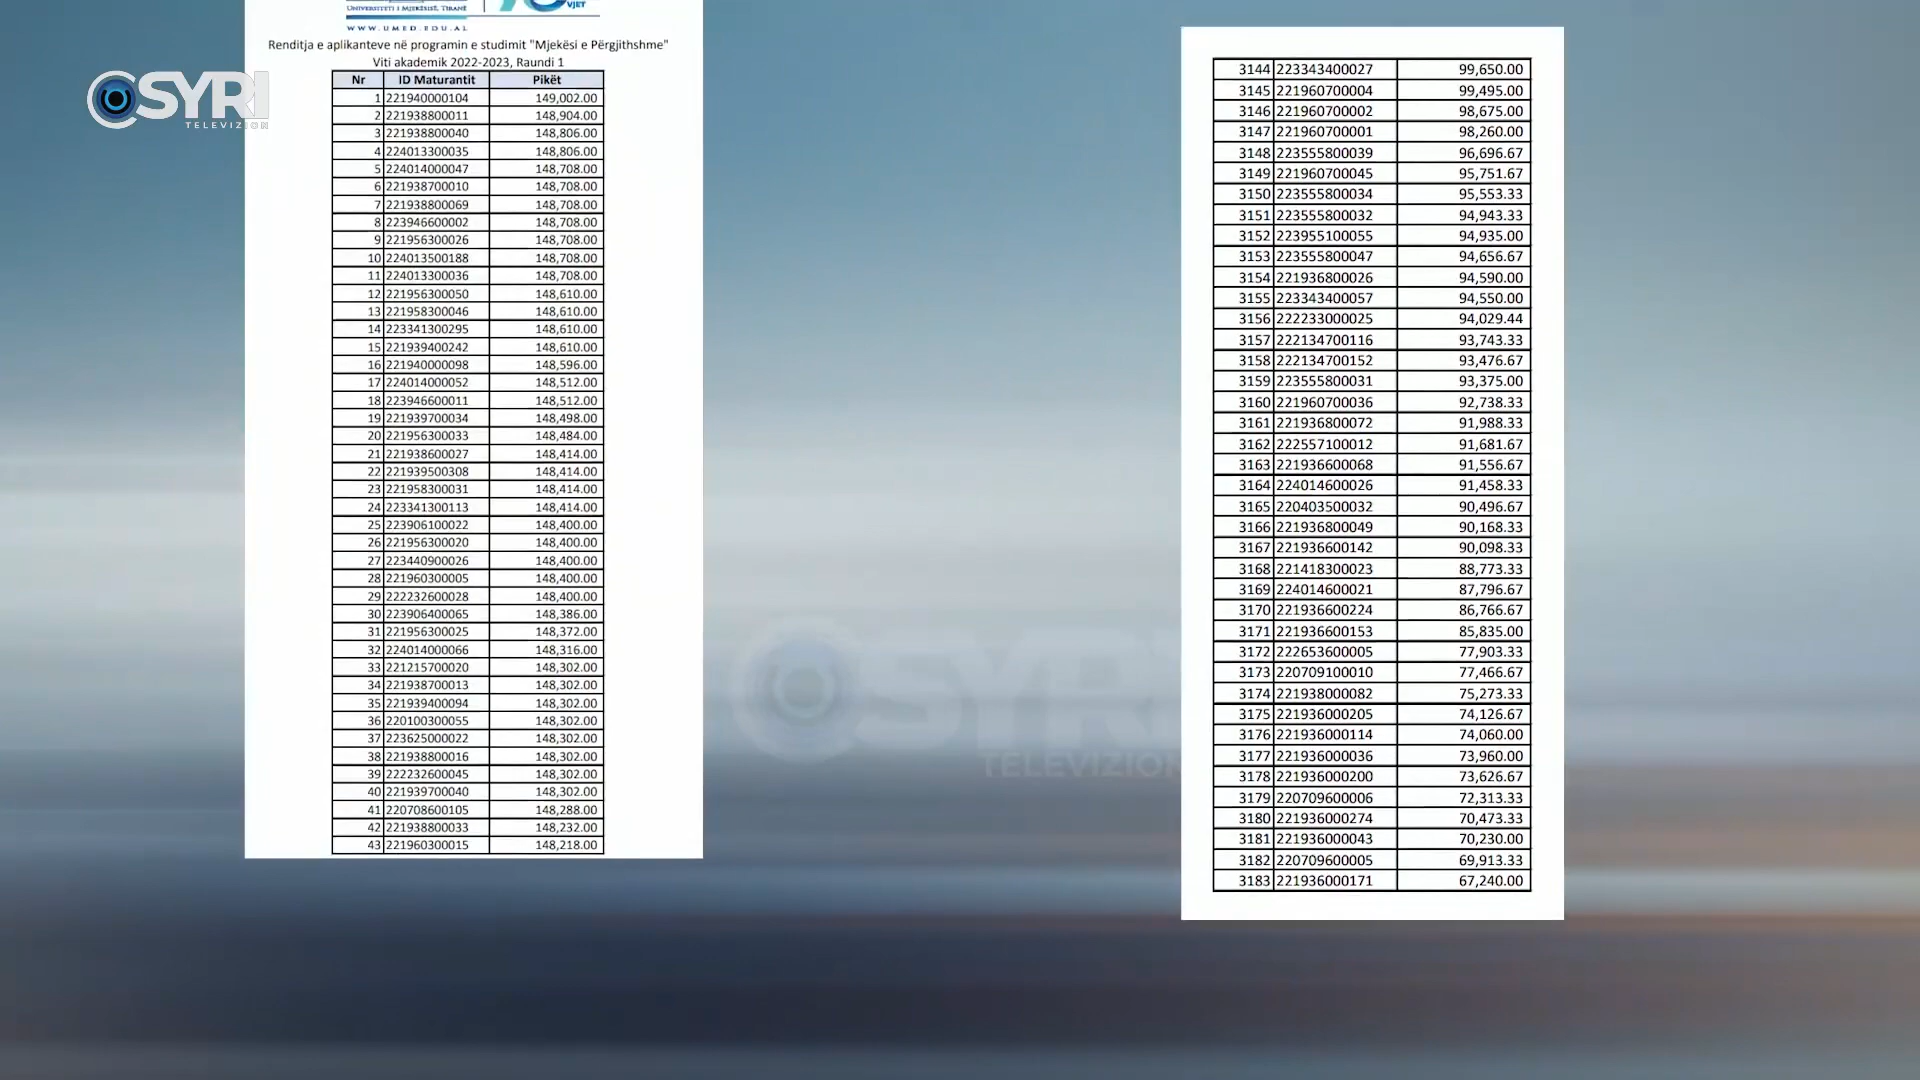 UNIVERSITETI I MJEKËSISË, TIRANË
VJET
WWW.UMED.EDU.AL
Renditja e aplikanteve në programin e studimit "Mjekësi e Përgjithshme"
Viti akademik 2022-2023, Raundi 1
SYRI
TELEVIZION
Nr ID Maturantit Pikët
1 221940000104 149,002.00
2 221938800011 148,904.00
3 221938800040 148,806.00
4 224013300035 148,806.00
5 224014000047 148,708.00
6 221938700010 148,708.00
7 221938800069 148,708.00
8 223946600002 148,708.00
9 221956300026 148,708.00
10 224013500188 148,708.00
11 224013300036 148,708.00
12 221956300050 148,610.00
13 221958300046 148,610.00
14 223341300295 148,610.00
15 221939400242 148,610.00
16 221940000098 148,596.00
17 224014000052 148,512.00
18 223946600011 148,512.00
19 221939700034 148,498.00
20 221956300033 148,484.00
21 221938600027 148,414.00
22 221939500308 148,414.00
23 221958300031 148,414.00
24 223341300113 148,414.00
25 223906100022 148,400.00
26 221956300020 148,400.00
27 223440900026 148,400.00
28 221960300005 148,400.00
29 222232600028 148,400.00
30 223906400065 148,386.00
31 221956300025 148,372.00
32 224014000066 148,316.00
33 221215700020 148,302.00
34 221938700013 148,302.00
35 221939400094 148,302.00
36 220100300055 148,302.00
37 223625000022 148,302.00
38 221938800016 148,302.00
39 222232600045 148,302.00
40 221939700040 148,302.00
41 220708600105 148,288.00
42 221938800033 148,232.00
43 221960300015 148,218.00
SYRI
TELEVIZION
3144 223343400027 99,650.00
3145 221960700004 99,495.00
3146 221960700002 98,675.00
3147 221960700001 98,260.00
3148 223555800039 96,696.67
3149 221960700045 95,751.67
3150 223555800034 95,553.33
3151 223555800032 94,943.33
3152 223955100055 94,935.00
3153 223555800047 94,656.67
3154 221936800026 94,590.00
3155 223343400057 94,550.00
3156 222233000025 94,029.44
3157 222134700116 93,743.33
3158 222134700152 93,476.67
3159 223555800031 93,375.00
3160 221960700036 92,738.33
3161 221936800072 91,988.33
3162 222557100012 91,681.67
3163 221936600068 91,556.67
3164 224014600026 91,458.33
3165 220403500032 90,496.67
3166 221936800049 90,168.33
3167 221936600142 90,098.33
3168 221418300023 88,773.33
3169 224014600021 87,796.67
3170 221936600224 86,766.67
3171 221936600153 85,835.00
3172 222653600005 77,903.33
3173 220709100010 77,466.67
3174 221938000082 75,273.33
3175 221936000205 74,126.67
3176 221936000114 74,060.00
3177 221936000036 73,960.00
3178 221936000200 73,626.67
3179 220709600006 72,313.33
3180 221936000274 70,473.33
3181 221936000043 70,230.00
3182 220709600005 69,913.33
3183 221936000171 67,240.00